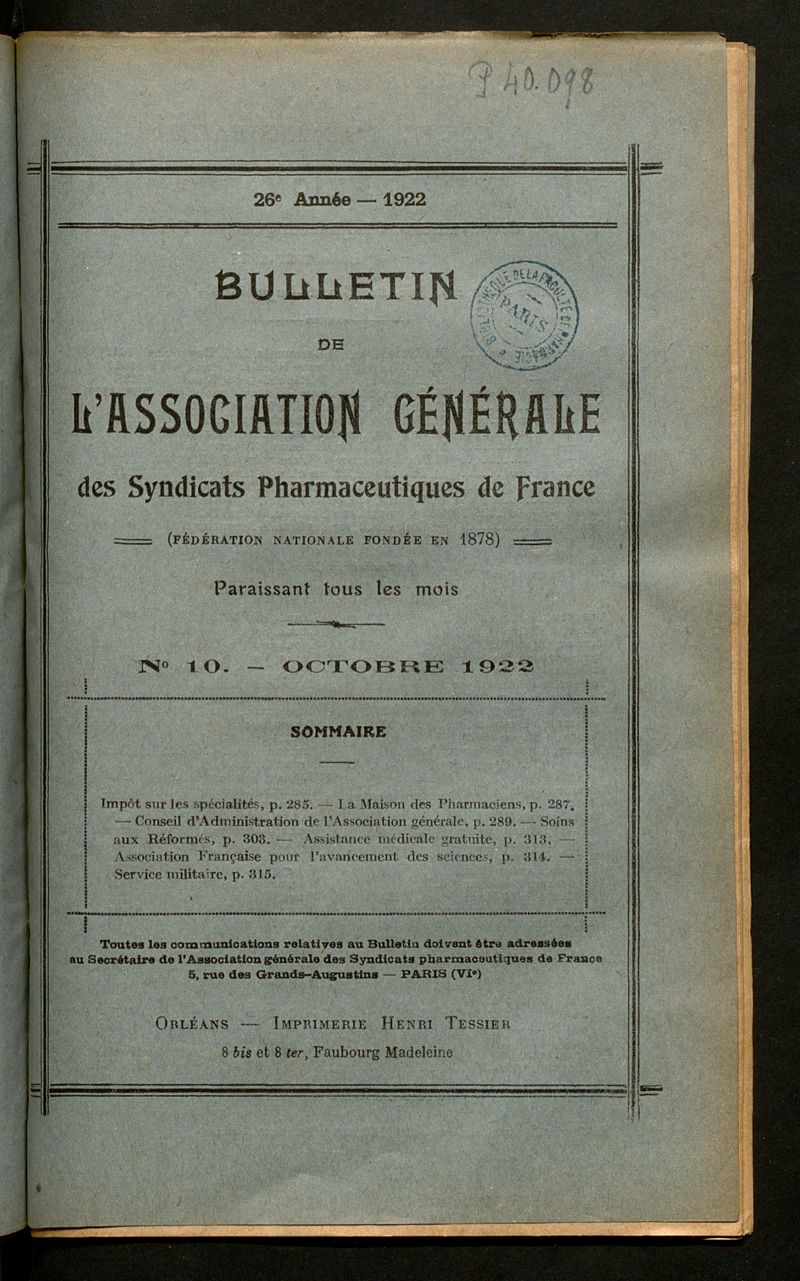 P 40.098
26e Année — 1922
BULLETIN
DE
L'ASSOCIATION GÉNÉRALE
des Syndicats Pharmaceutiques de France
(FÉDÉRATION NATIONALE FONDÉE EN 1878)
Paraissant tous les mois
No 10. — OCTOBRE 1922
SOMMAIRE
Impôt sur les spécialités, p. 285. — La Maison des Pharmaciens, p. 287.
— Conseil d'Administration de l'Association générale, p. 289. — Soins
aux Réformés, p. 303. — Assistance médicale gratuite, p. 313. —
Association Française pour l'avancement des sciences, p. 314. —
Service militaire, p. 315.
Toutes les communications relatives au Bulletin doivent être adressées
au Secrétaire de l'Association générale des Syndicats pharmaceutiques de France
5, rue des Grands-Augustins — PARIS (VIe)
ORLÉANS — IMPRIMERIE HENRI TESSIER
8 bis et 8 ter, Faubourg Madeleine
PARIS